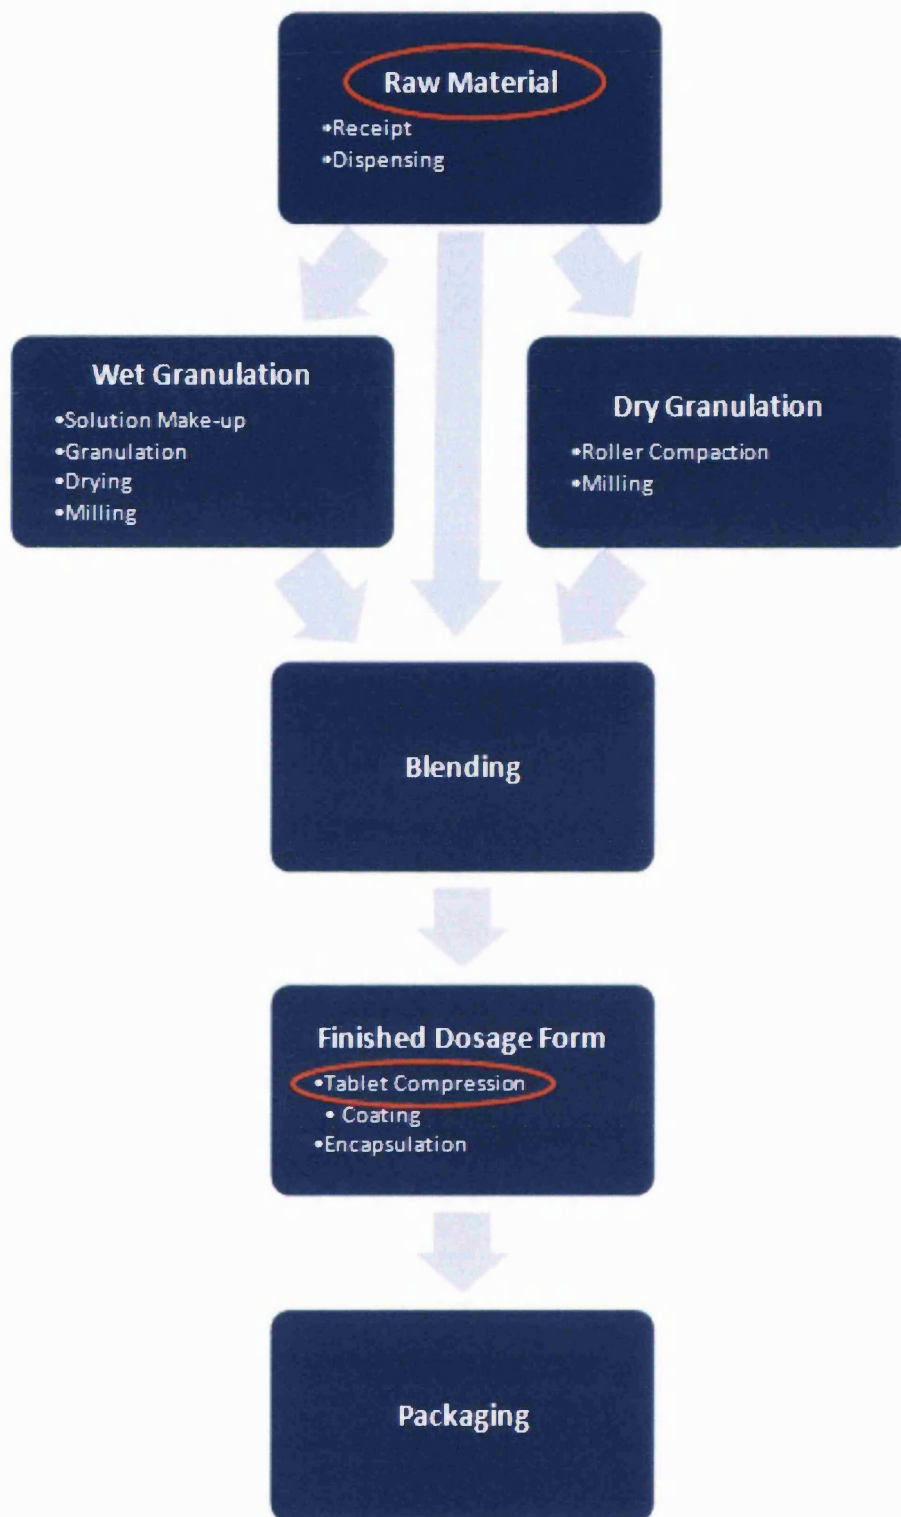 Raw Material
•Receipt
•Dispensing
Wet Granulation
•Solution Make-up
•Granulation
•Drying
•Milling
Dry Granulation
•Roller Compaction
•Milling
Blending
Finished Dosage Form
•Tablet Compression
• Coating
•Encapsulation
Packaging